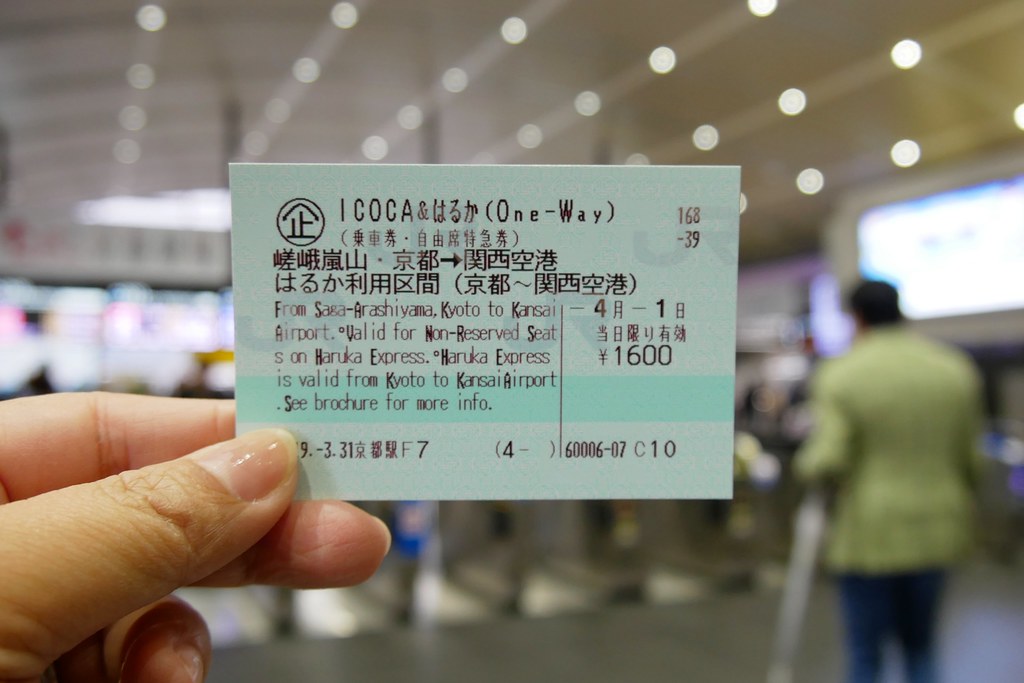 企 ICOCA&はるか(One-Way) 168
(乗車券・自由席特急券) -39
嵯峨嵐山・京都→関西空港
はるか利用区間(京都~関西空港)
From Saga-Arashiyama,Kyoto to Kansai
Airport.°Valid for Non-Reserved Seat
s on Haruka Express.°Haruka Express
is valid from Kyoto to KansaiAirport
.See brochure for more info.
-4月-1日
当日限り有効
¥1600
9.-3.31京都駅F7 (4- ) 60006-07 C10